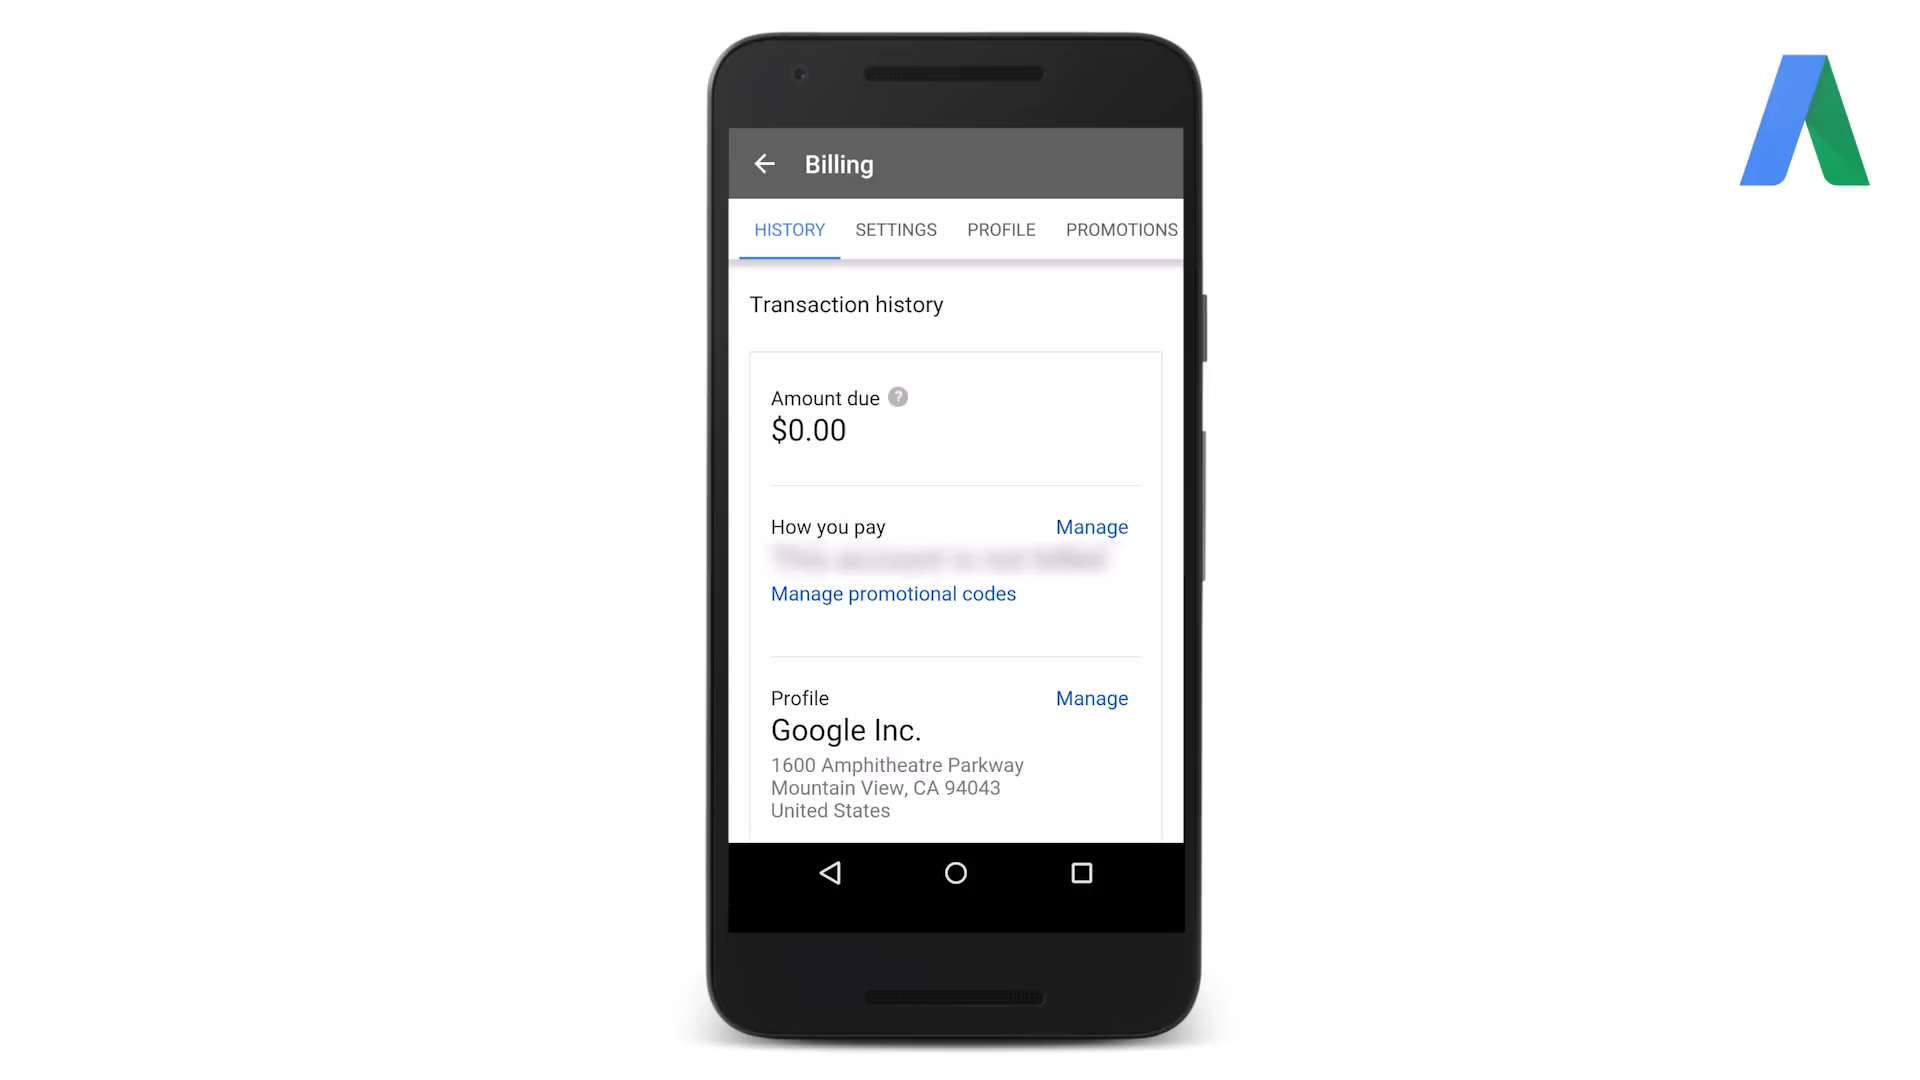 Billing
HISTORY SETTINGS PROFILE PROMOTIONS
Transaction history
Amount due ?
$0.00
How you pay Manage
Manage promotional codes
Profile Manage
Google Inc.
1600 Amphitheatre Parkway
Mountain View, CA 94043
United States